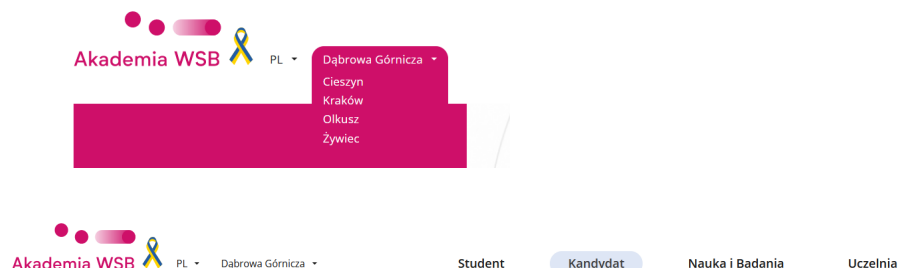 Akademia WSB PL Dąbrowa Górnicza
Cieszyn
Kraków
Olkusz
Żywiec
Akademia WSB PL Dąbrowa Górnicza Student Kandydat Nauka i Badania Uczelnia